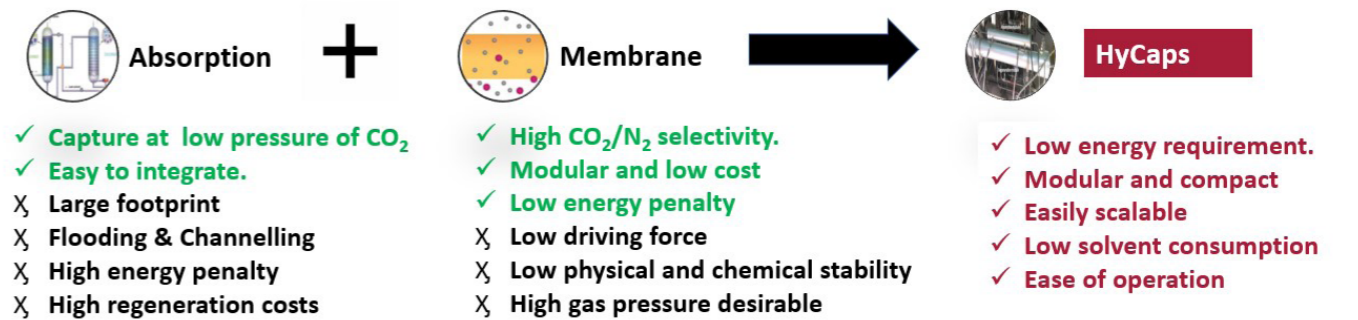 Absorption
+
Membrane
HyCaps
✓ Capture at low pressure of CO₂
✓ Easy to integrate.
Ҳ Large footprint
Ҳ Flooding & Channelling
Ҳ High energy penalty
Ҳ High regeneration costs
✓ High CO₂/N₂ selectivity.
✓ Modular and low cost
✓ Low energy penalty
Ҳ Low driving force
Ҳ Low physical and chemical stability
Ҳ High gas pressure desirable
✓ Low energy requirement.
✓ Modular and compact
✓ Easily scalable
✓ Low solvent consumption
✓ Ease of operation